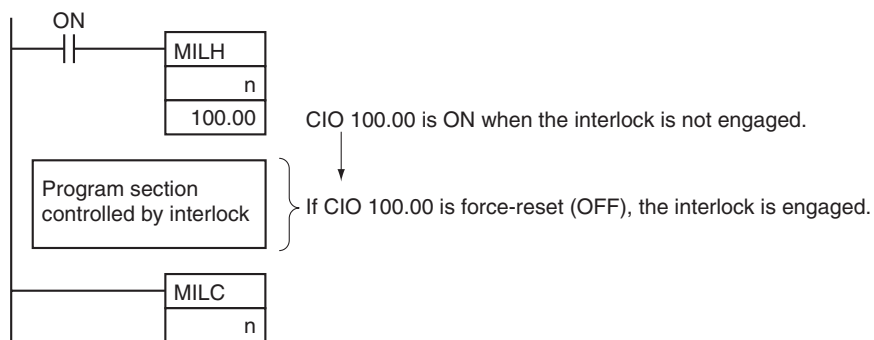 ON
MILH
n
100.00
CIO 100.00 is ON when the interlock is not engaged.
Program section
controlled by interlock
If CIO 100.00 is force-reset (OFF), the interlock is engaged.
MILC
n